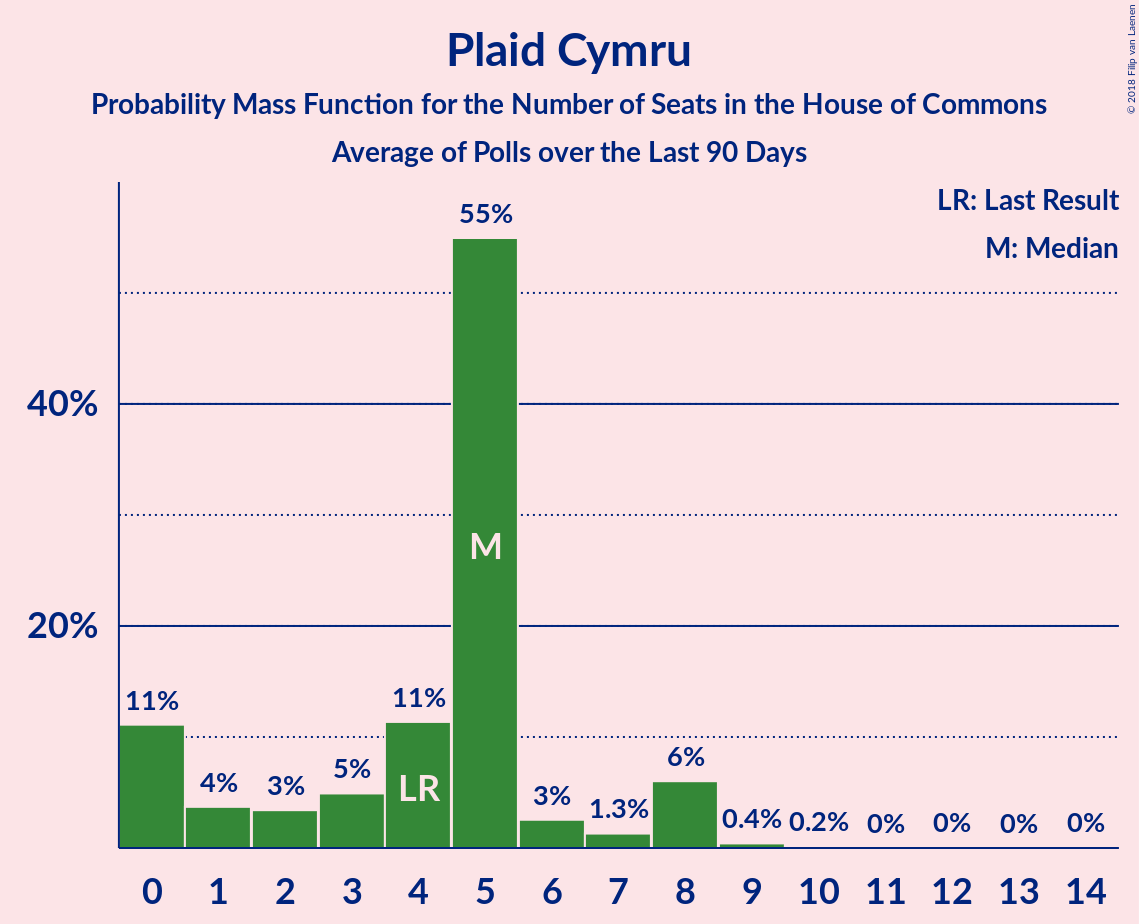 Plaid Cymru
Probability Mass Function for the Number of Seats in the House of Commons
Average of Polls over the Last 90 Days
© 2018 Filip van Laenen
LR: Last Result
M: Median
55%
40%
M
20%
11% 4% 3% 5% 11% 3% 1.3% 6% 0.4% 0.2% 0% 0% 0% 0%
LR
0 1 2 3 4 5 6 7 8 9 10 11 12 13 14